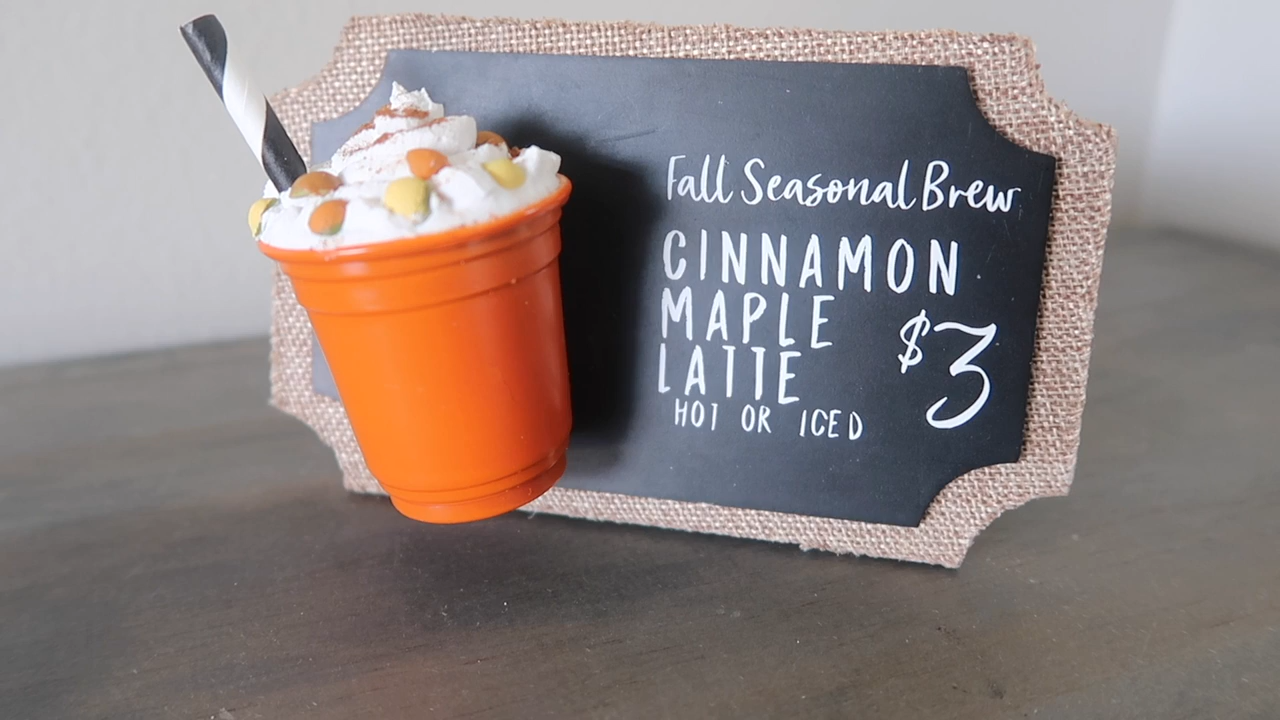 Fall Seasonal Brew
CINNAMON
MAPLE
LATTE
$3
HOT OR ICED